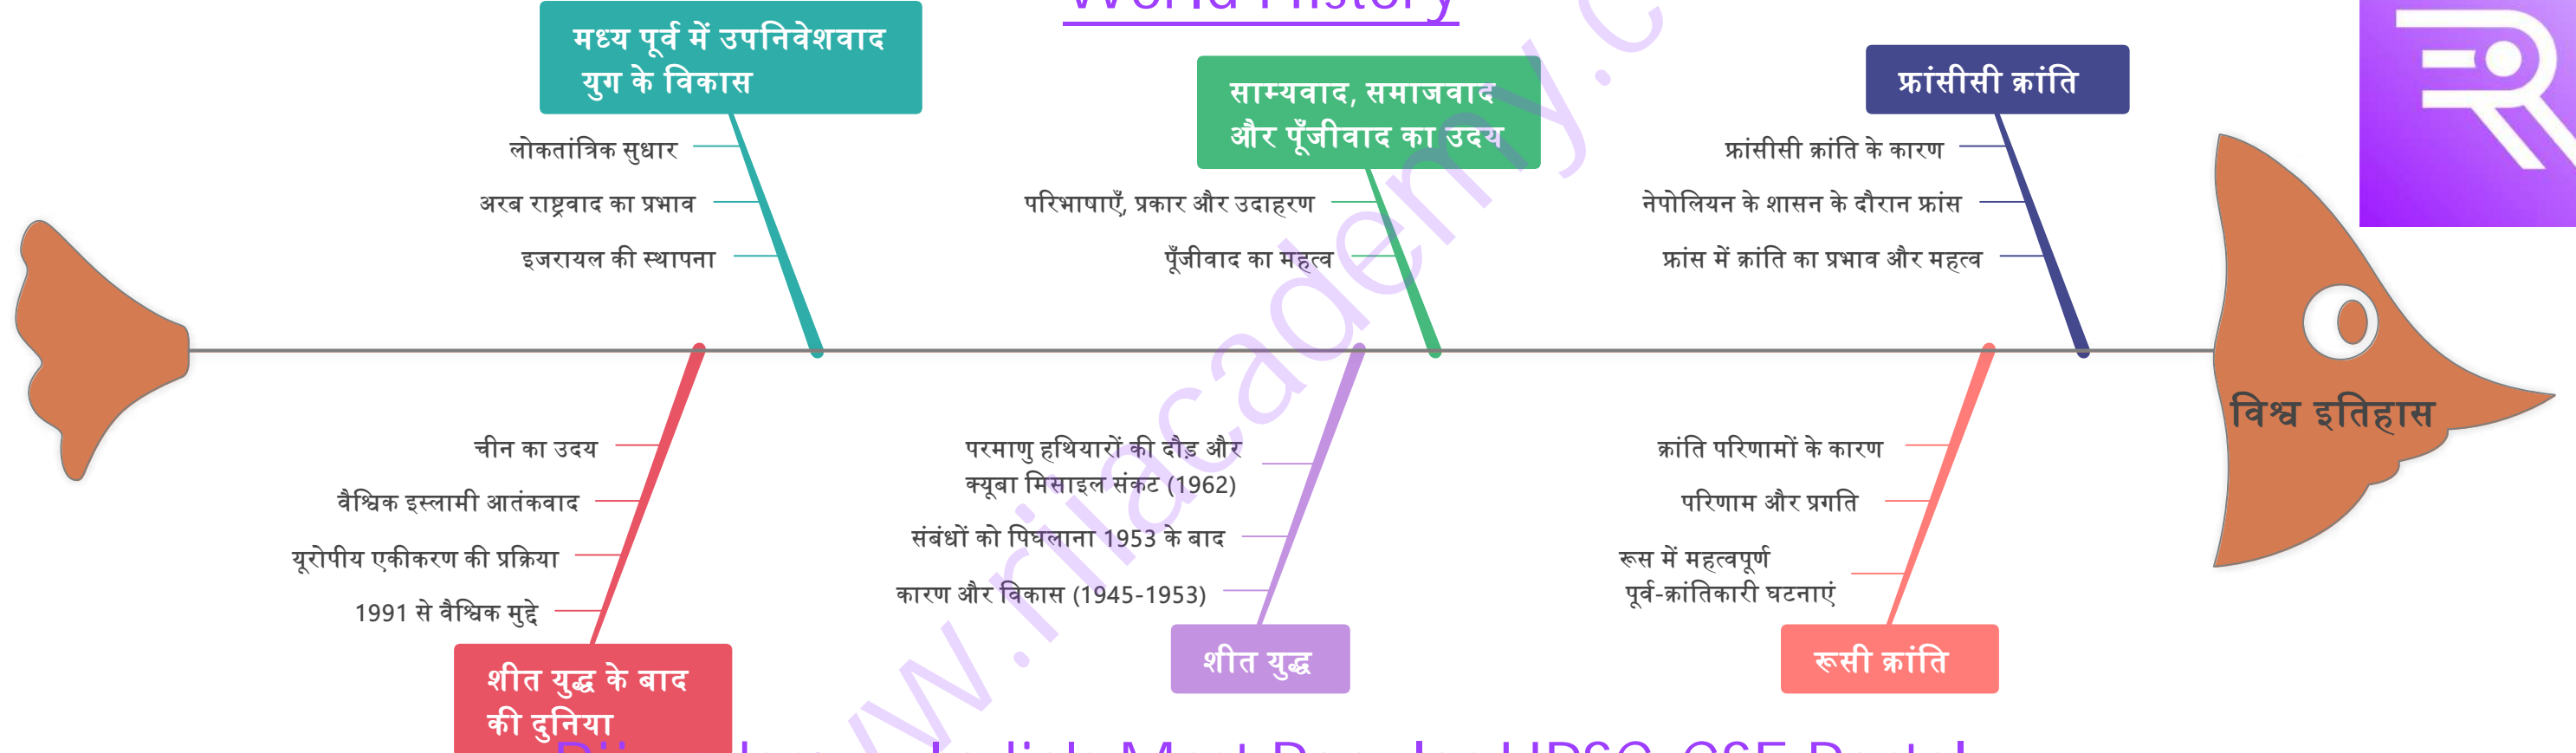 World History
मध्य पूर्व में उपनिवेशवाद
युग के विकास
लोकतांत्रिक सुधार
अरब राष्ट्रवाद का प्रभाव
इजरायल की स्थापना
साम्यवाद, समाजवाद
और पूँजीवाद का उदय
परिभाषाएँ, प्रकार और उदाहरण
पूँजीवाद का महत्व
फ्रांसीसी क्रांति
फ्रांसीसी क्रांति के कारण
नेपोलियन के शासन के दौरान फ्रांस
फ्रांस में क्रांति का प्रभाव और महत्व
विश्व इतिहास
चीन का उदय
वैश्विक इस्लामी आतंकवाद
यूरोपीय एकीकरण की प्रक्रिया
1991 से वैश्विक मुद्दे
शीत युद्ध के बाद
की दुनिया
परमाणु हथियारों की दौड़ और
क्यूबा मिसाइल संकट (1962)
संबंधों को पिघलाना 1953 के बाद
कारण और विकास (1945-1953)
शीत युद्ध
क्रांति परिणामों के कारण
परिणाम और प्रगति
रूस में महत्वपूर्ण
पूर्व-क्रांतिकारी घटनाएं
रूसी क्रांति
w.rijacademy.c